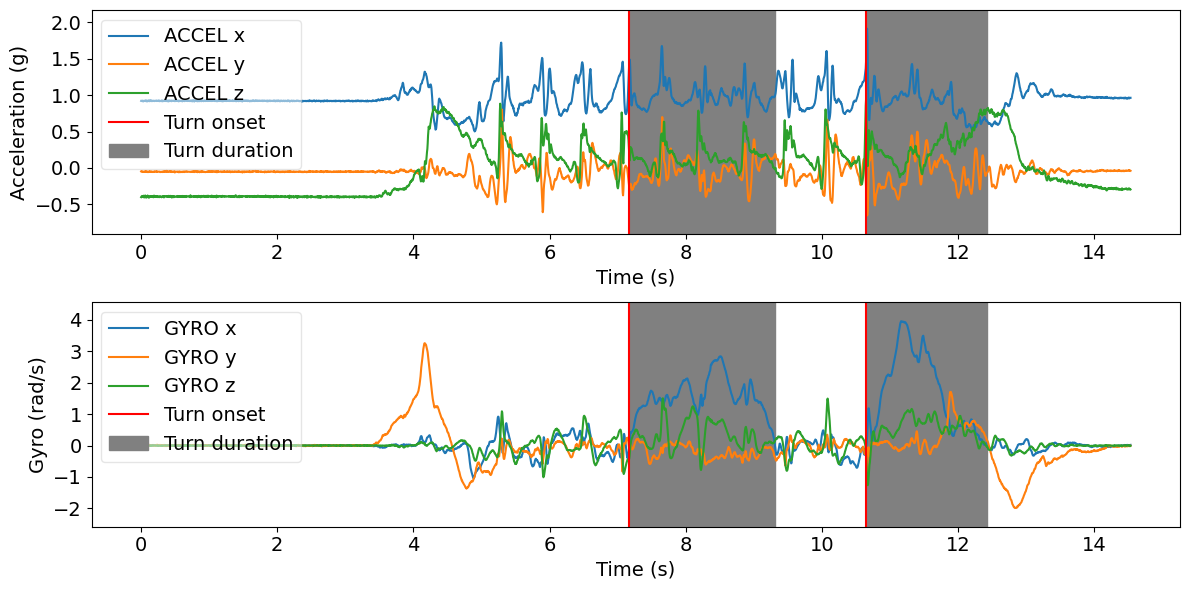 2.0
1.5
1.0
0.5
0.0
−0.5
Acceleration (g)
ACCEL x
ACCEL y
ACCEL z
Turn onset
Turn duration
0 2 4 6 8 10 12 14
Time (s)
4
3
2
1
0
−1
−2
Gyro (rad/s)
GYRO x
GYRO y
GYRO z
Turn onset
Turn duration
0 2 4 6 8 10 12 14
Time (s)